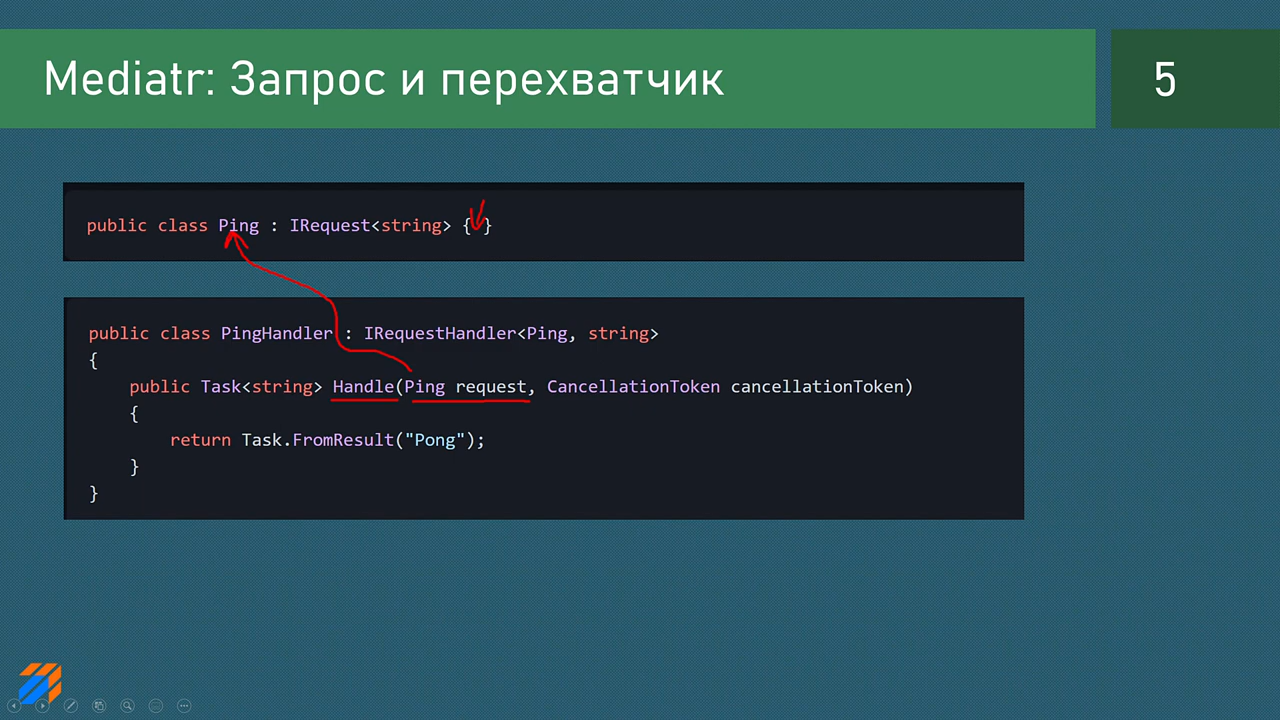 Mediatr: Запрос и перехватчик
5
public class Ping : IRequest<string> { }
public class PingHandler : IRequestHandler<Ping, string>
{
public Task<string> Handle(Ping request, CancellationToken cancellationToken)
{
return Task.FromResult("Pong");
}
}